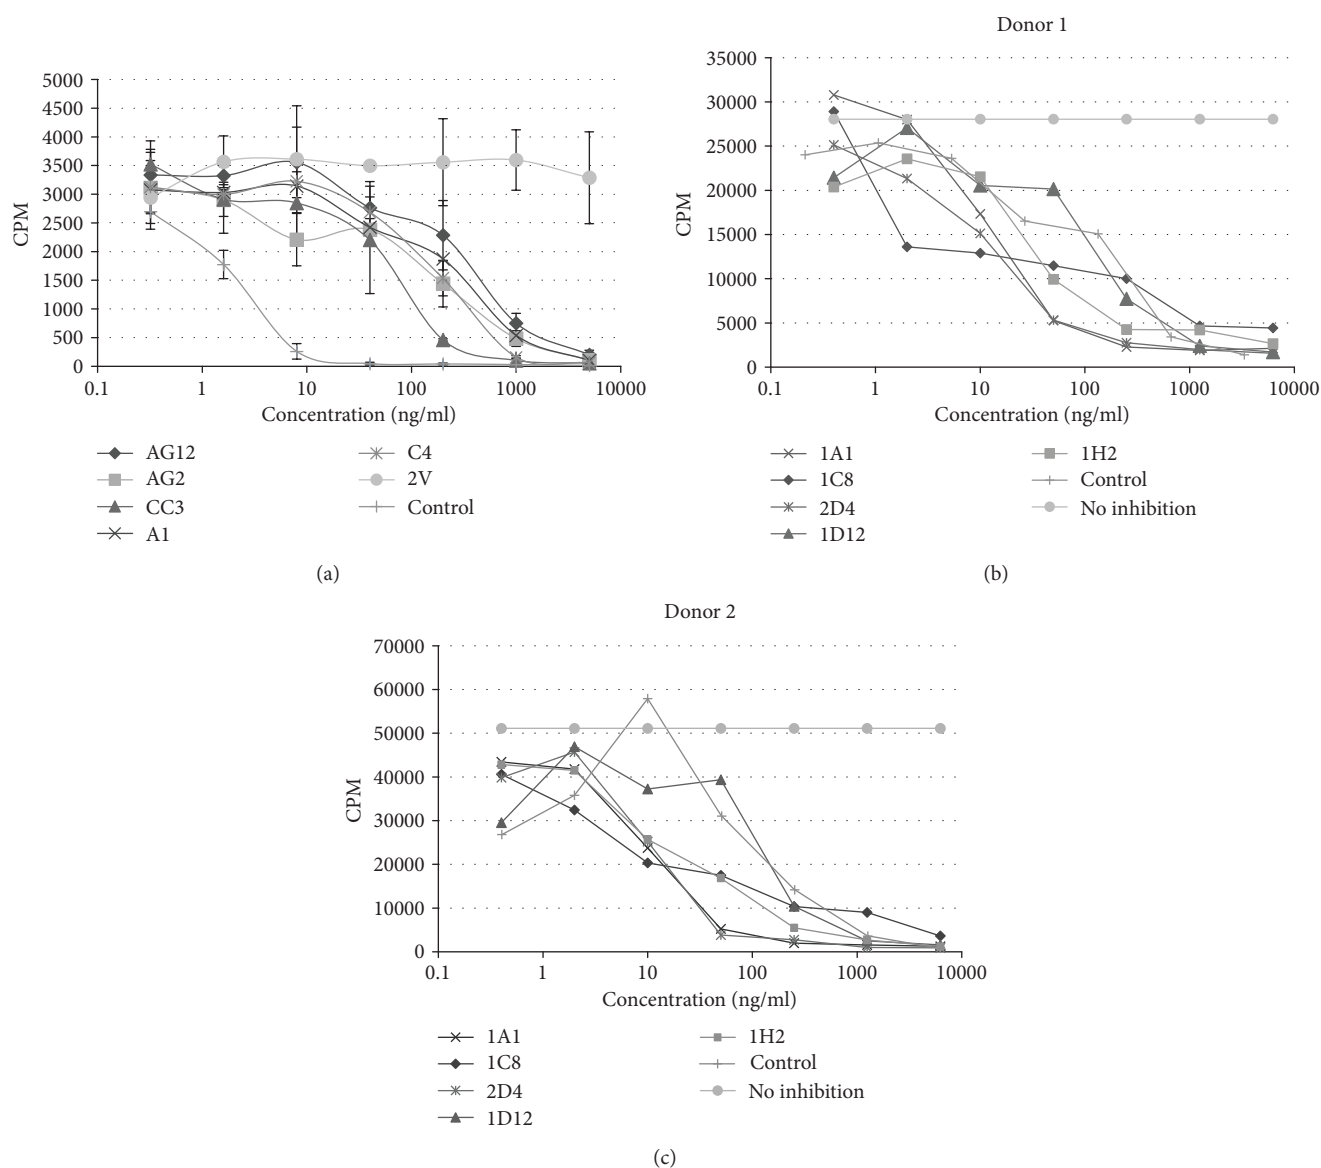 5000
4500
4000
3500
3000
2500
2000
1500
1000
500
0
CPM
0.1 1 10 100 1000 10000
Concentration (ng/ml)
AG12
AG2
CC3
A1
C4
2V
Control
(a)
Donor 1
35000
30000
25000
20000
15000
10000
5000
0
CPM
0.1 1 10 100 1000 10000
Concentration (ng/ml)
1A1
1C8
2D4
1D12
1H2
Control
No inhibition
(b)
Donor 2
70000
60000
50000
40000
30000
20000
10000
0
CPM
0.1 1 10 100 1000 10000
Concentration (ng/ml)
1A1
1C8
2D4
1D12
1H2
Control
No inhibition
(c)